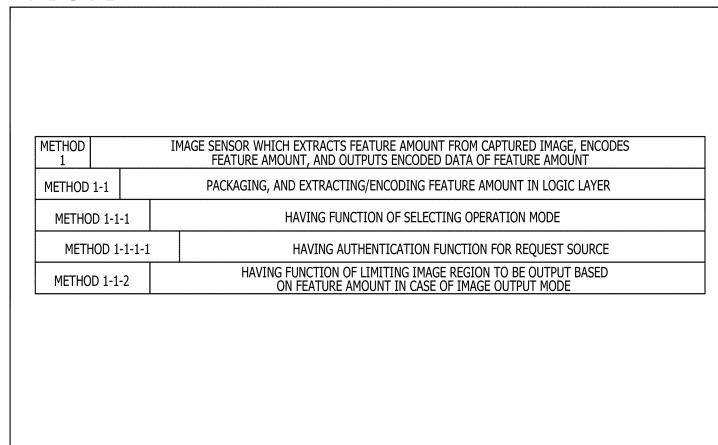 METHOD
1
IMAGE SENSOR WHICH EXTRACTS FEATURE AMOUNT FROM CAPTURED IMAGE, ENCODES
FEATURE AMOUNT, AND OUTPUTS ENCODED DATA OF FEATURE AMOUNT
METHOD 1-1
PACKAGING, AND EXTRACTING/ENCODING FEATURE AMOUNT IN LOGIC LAYER
METHOD 1-1-1
HAVING FUNCTION OF SELECTING OPERATION MODE
METHOD 1-1-1-1
HAVING AUTHENTICATION FUNCTION FOR REQUEST SOURCE
METHOD 1-1-2
HAVING FUNCTION OF LIMITING IMAGE REGION TO BE OUTPUT BASED
ON FEATURE AMOUNT IN CASE OF IMAGE OUTPUT MODE